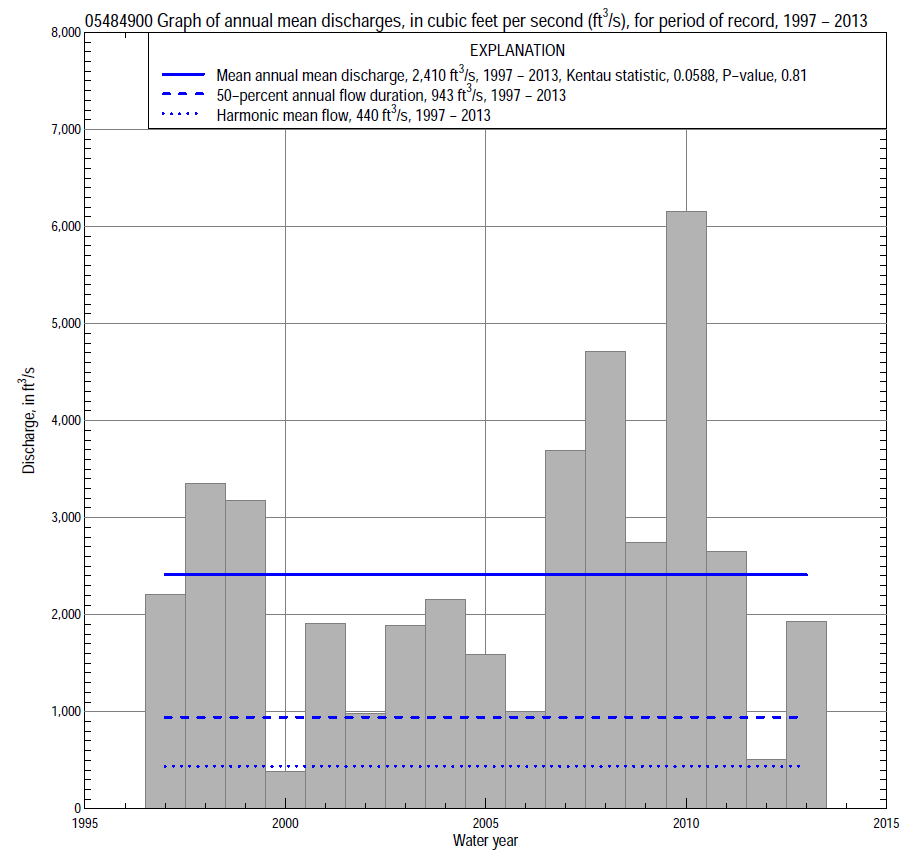 05484900 Graph of annual mean discharges, in cubic feet per second (ft³/s), for period of record, 1997 – 2013
EXPLANATION
Mean annual mean discharge, 2,410 ft³/s, 1997 – 2013, Kentau statistic, 0.0588, P–value, 0.81
50–percent annual flow duration, 943 ft³/s, 1997 – 2013
Harmonic mean flow, 440 ft³/s, 1997 – 2013
8,000
7,000
6,000
5,000
4,000
3,000
2,000
1,000
0
Discharge, in ft³/s
1995 2000 2005 2010 2015
Water year